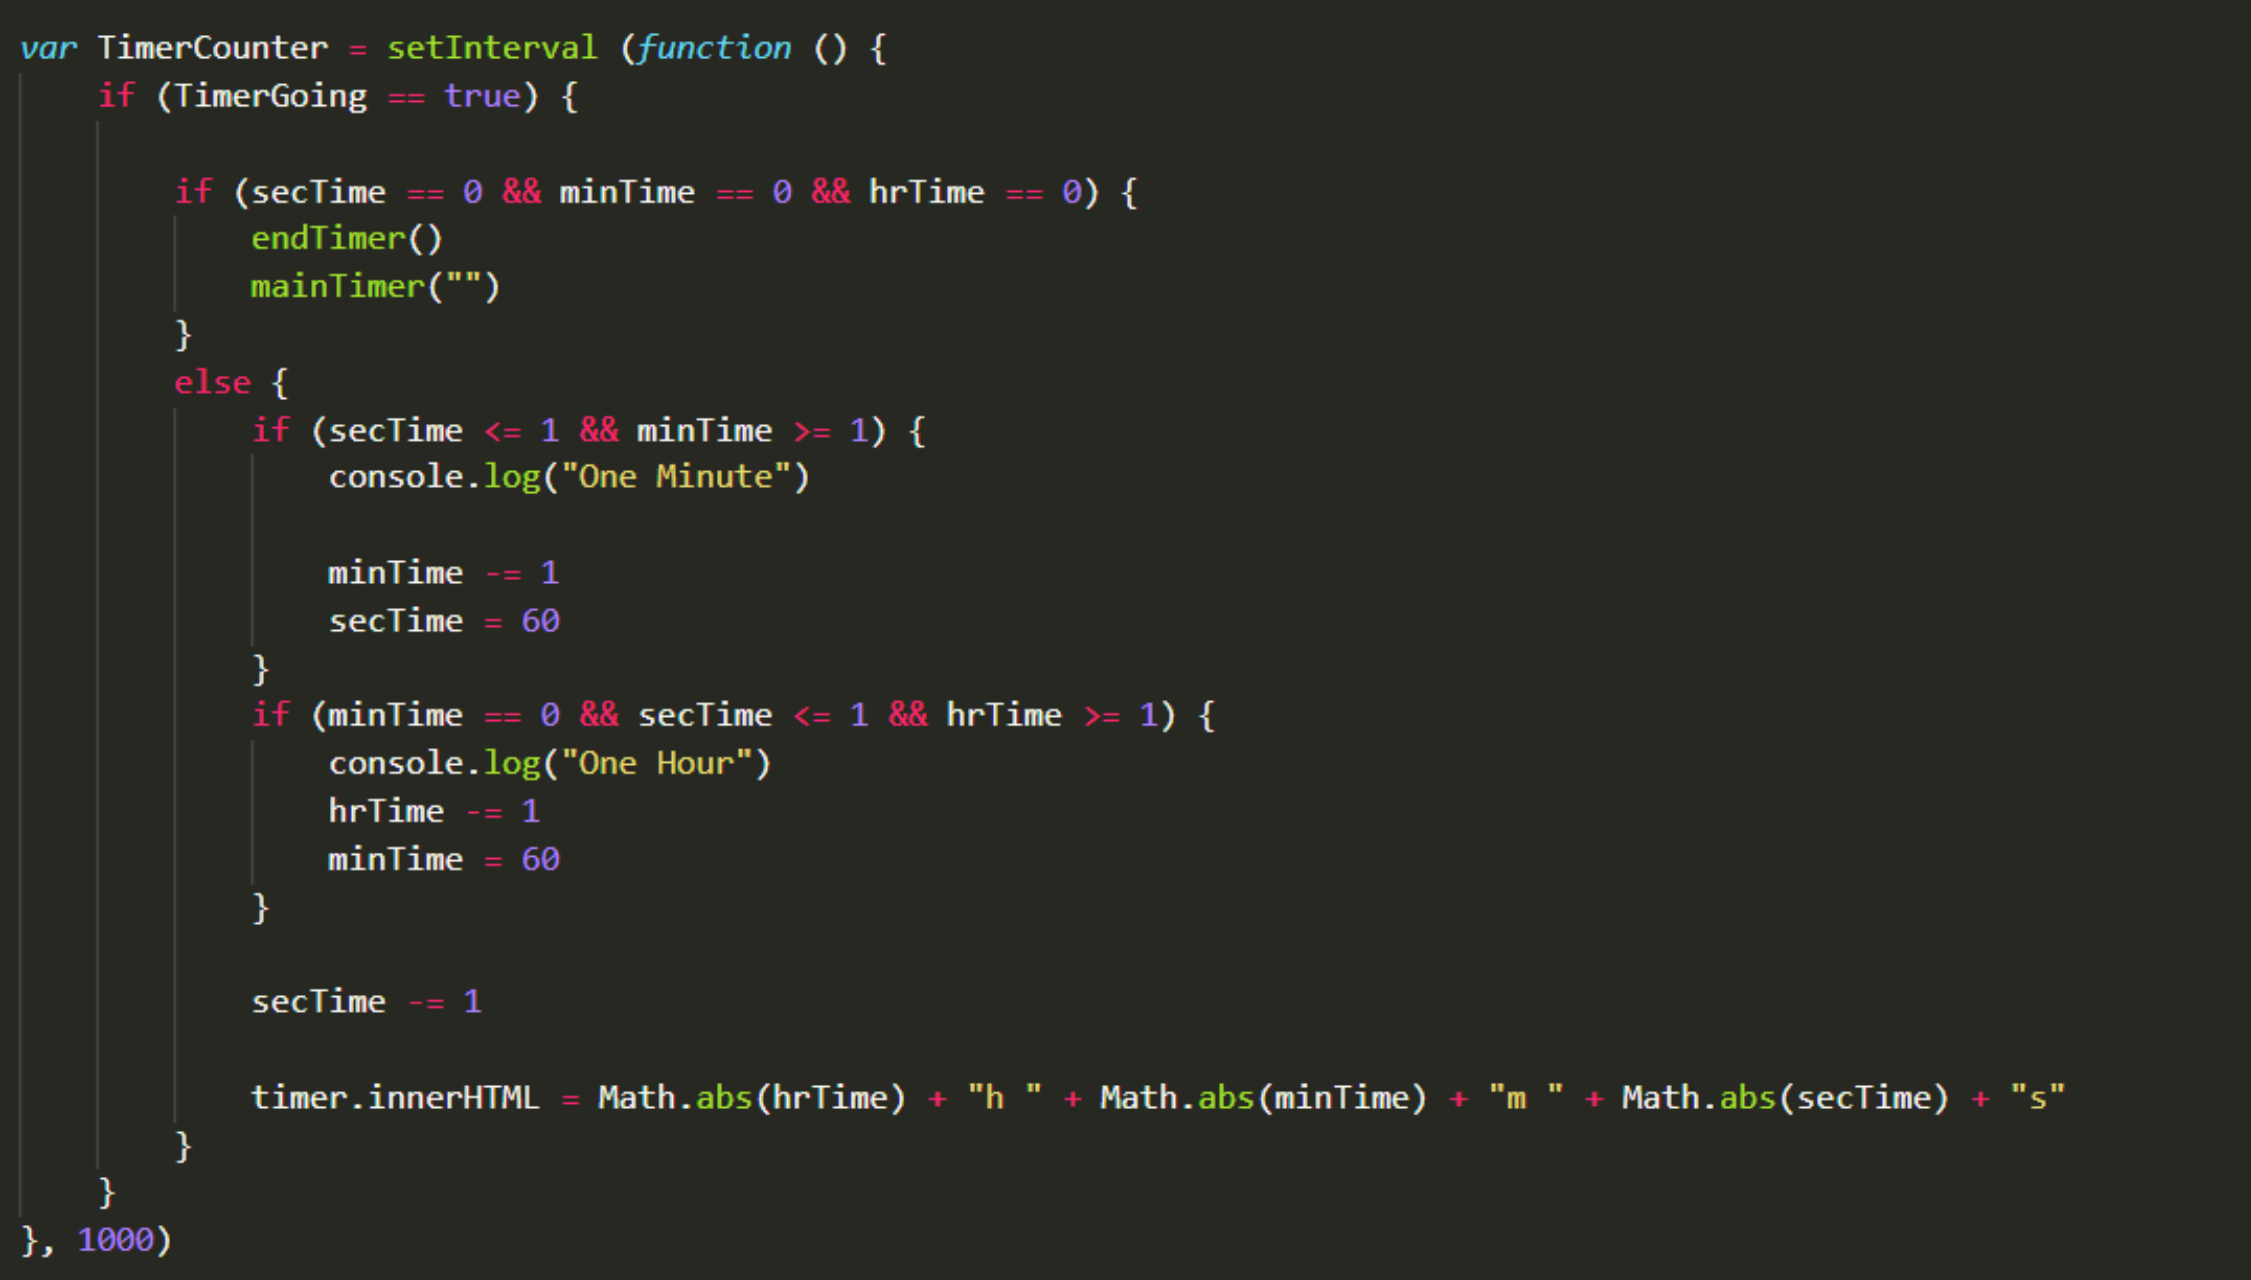 var TimerCounter = setInterval (function () {
    if (TimerGoing == true) {

        if (secTime == 0 && minTime == 0 && hrTime == 0) {
            endTimer()
            mainTimer("")
        }
        else {
            if (secTime <= 1 && minTime >= 1) {
                console.log("One Minute")

                minTime -= 1
                secTime = 60
            }
            if (minTime == 0 && secTime <= 1 && hrTime >= 1) {
                console.log("One Hour")
                hrTime -= 1
                minTime = 60
            }

            secTime -= 1

            timer.innerHTML = Math.abs(hrTime) + "h " + Math.abs(minTime) + "m " + Math.abs(secTime) + "s"
        }
    }
}, 1000)